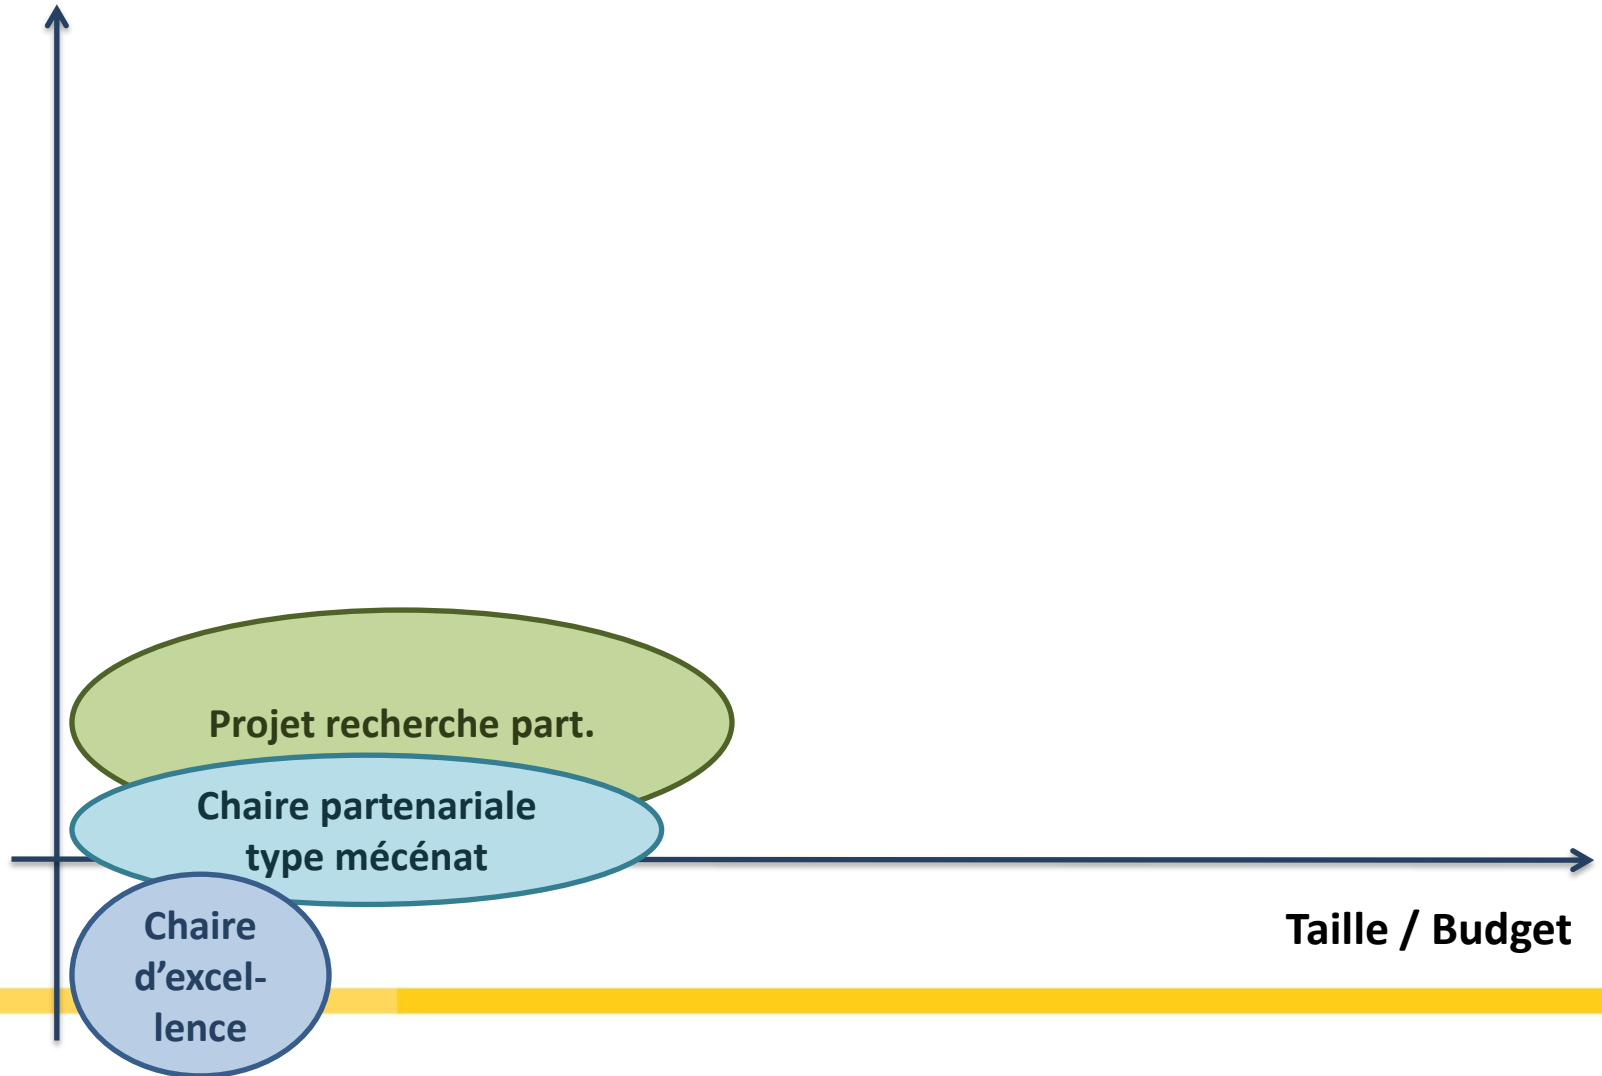 Projet recherche part.
Chaire partenariale
type mécénat
Chaire
d’excel-
lence
Taille / Budget